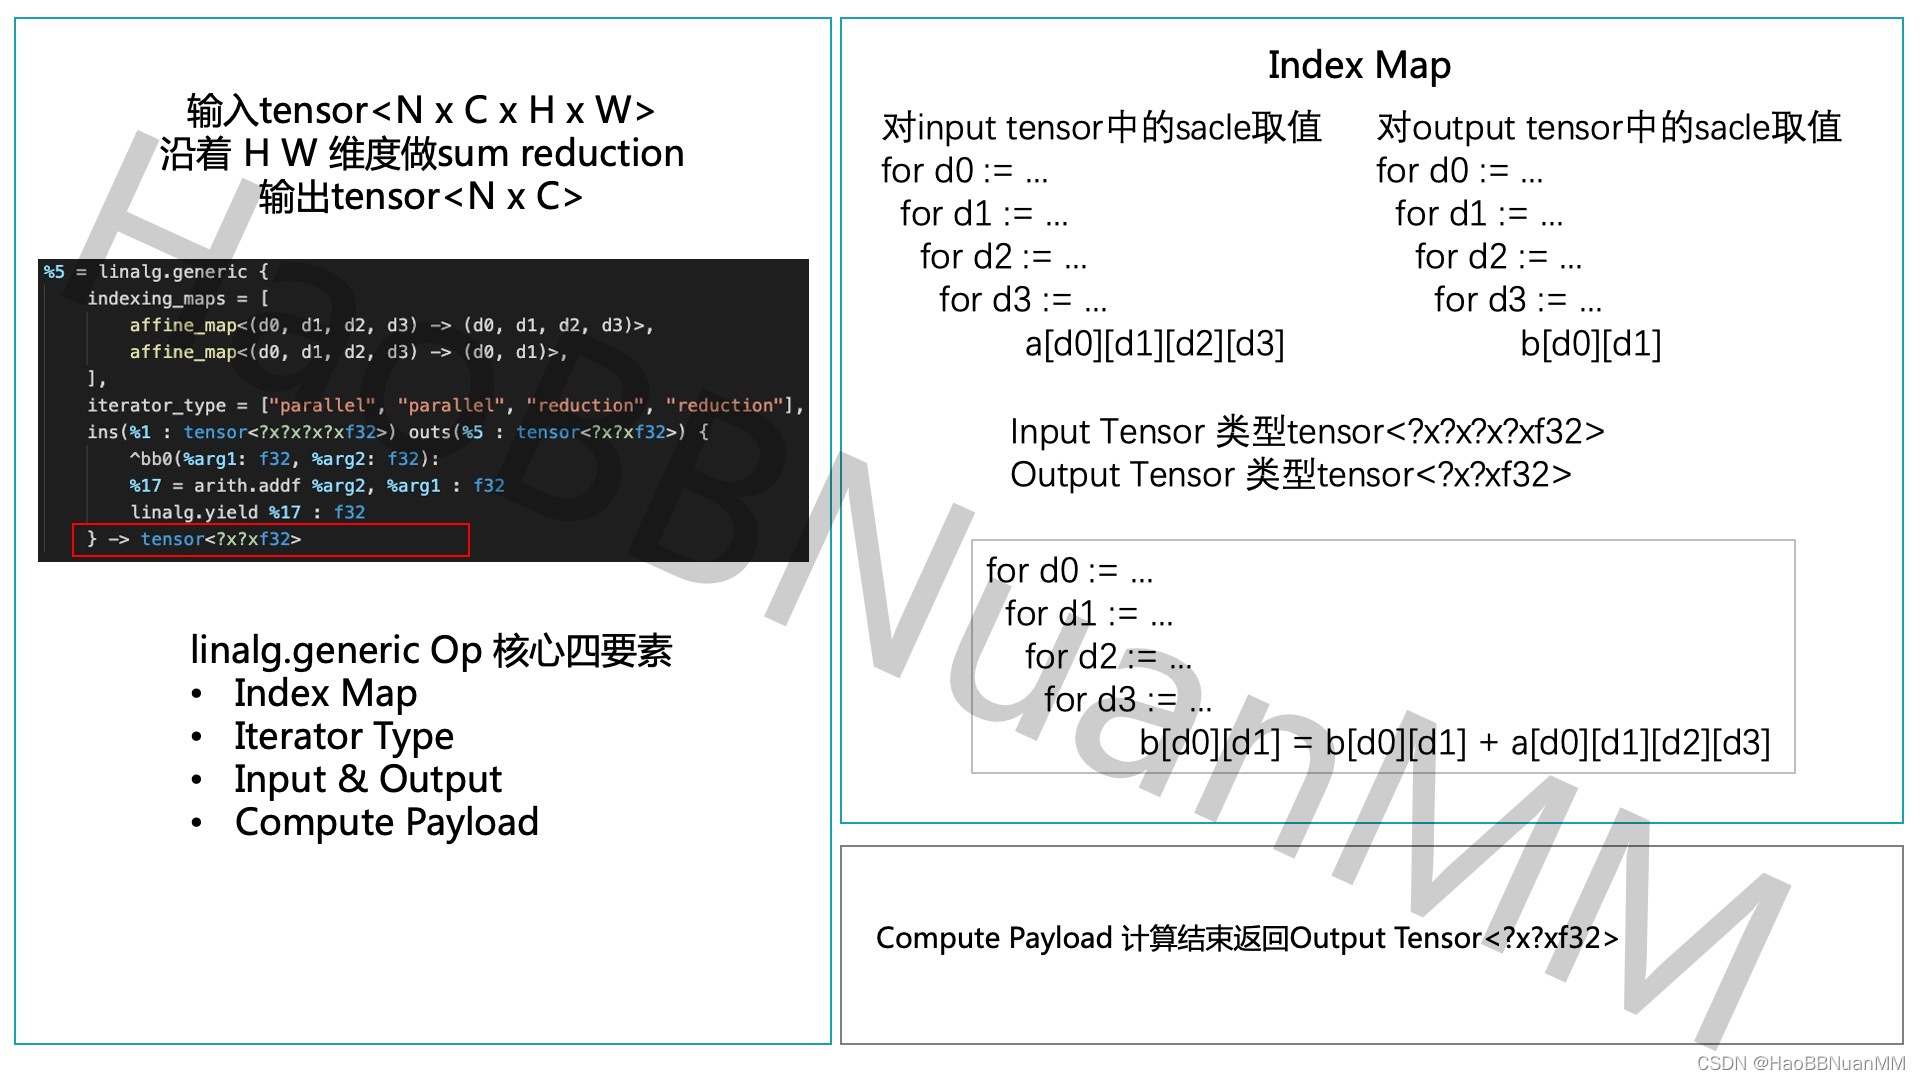 输入tensor<N x C x H x W>
沿着 H W 维度做sum reduction
输出tensor<N x C>
%5 = linalg.generic {
indexing_maps = [
affine_map<(d0, d1, d2, d3) -> (d0, d1, d2, d3)>,
affine_map<(d0, d1, d2, d3) -> (d0, d1)>,
],
iterator_type = ["parallel", "parallel", "reduction", "reduction"],
ins(%1 : tensor<?x?x?x?xf32>) outs(%5 : tensor<?x?xf32>) {
^bb0(%arg1: f32, %arg2: f32):
%17 = arith.addf %arg2, %arg1 : f32
linalg.yield %17 : f32
} -> tensor<?x?xf32>
linalg.generic Op 核心四要素
• Index Map
• Iterator Type
• Input & Output
• Compute Payload
Index Map
对input tensor中的sacle取值
for d0 := ...
for d1 := ...
for d2 := ...
for d3 := ...
a[d0][d1][d2][d3]
对output tensor中的sacle取值
for d0 := ...
for d1 := ...
for d2 := ...
for d3 := ...
b[d0][d1]
Input Tensor 类型tensor<?x?x?x?xf32>
Output Tensor 类型tensor<?x?xf32>
for d0 := ...
for d1 := ...
for d2 := ...
for d3 := ...
b[d0][d1] = b[d0][d1] + a[d0][d1][d2][d3]
Compute Payload 计算结束返回Output Tensor<?x?xf32>
HaoBBNuanMM
CSDN @HaoBBNuanMM